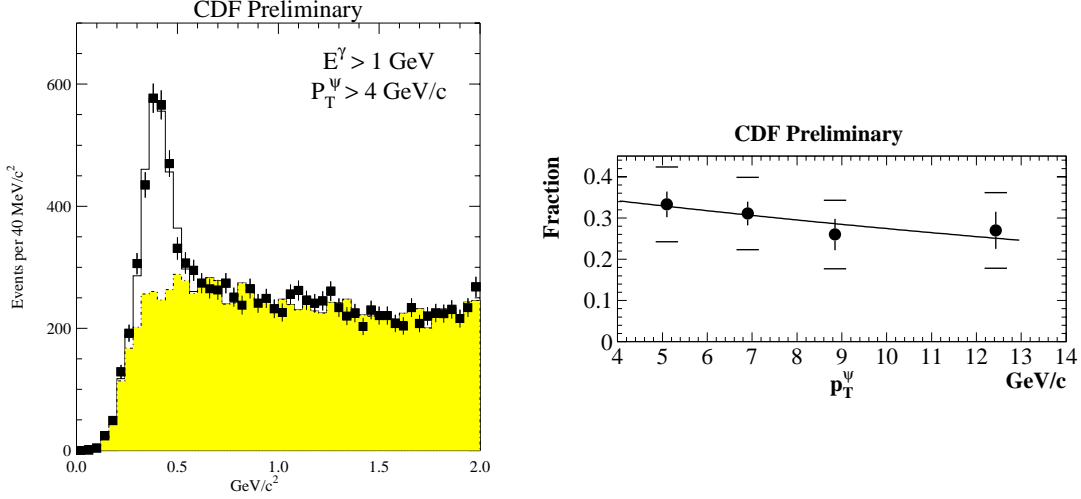 CDF Preliminary
E^γ > 1 GeV
P_T^ψ > 4 GeV/c
Events per 40 MeV/c²
600
400
200
0
0.0 0.5 1.0 1.5 2.0
GeV/c²
CDF Preliminary
Fraction
0.4
0.3
0.2
0.1
0
4 5 6 7 8 9 10 11 12 13 14
p_T^ψ GeV/c